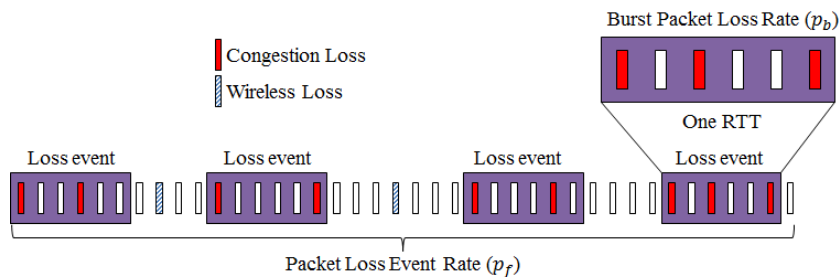 Burst Packet Loss Rate (p_b)
Congestion Loss
Wireless Loss
One RTT
Loss event
Loss event
Loss event
Loss event
Packet Loss Event Rate (p_f)